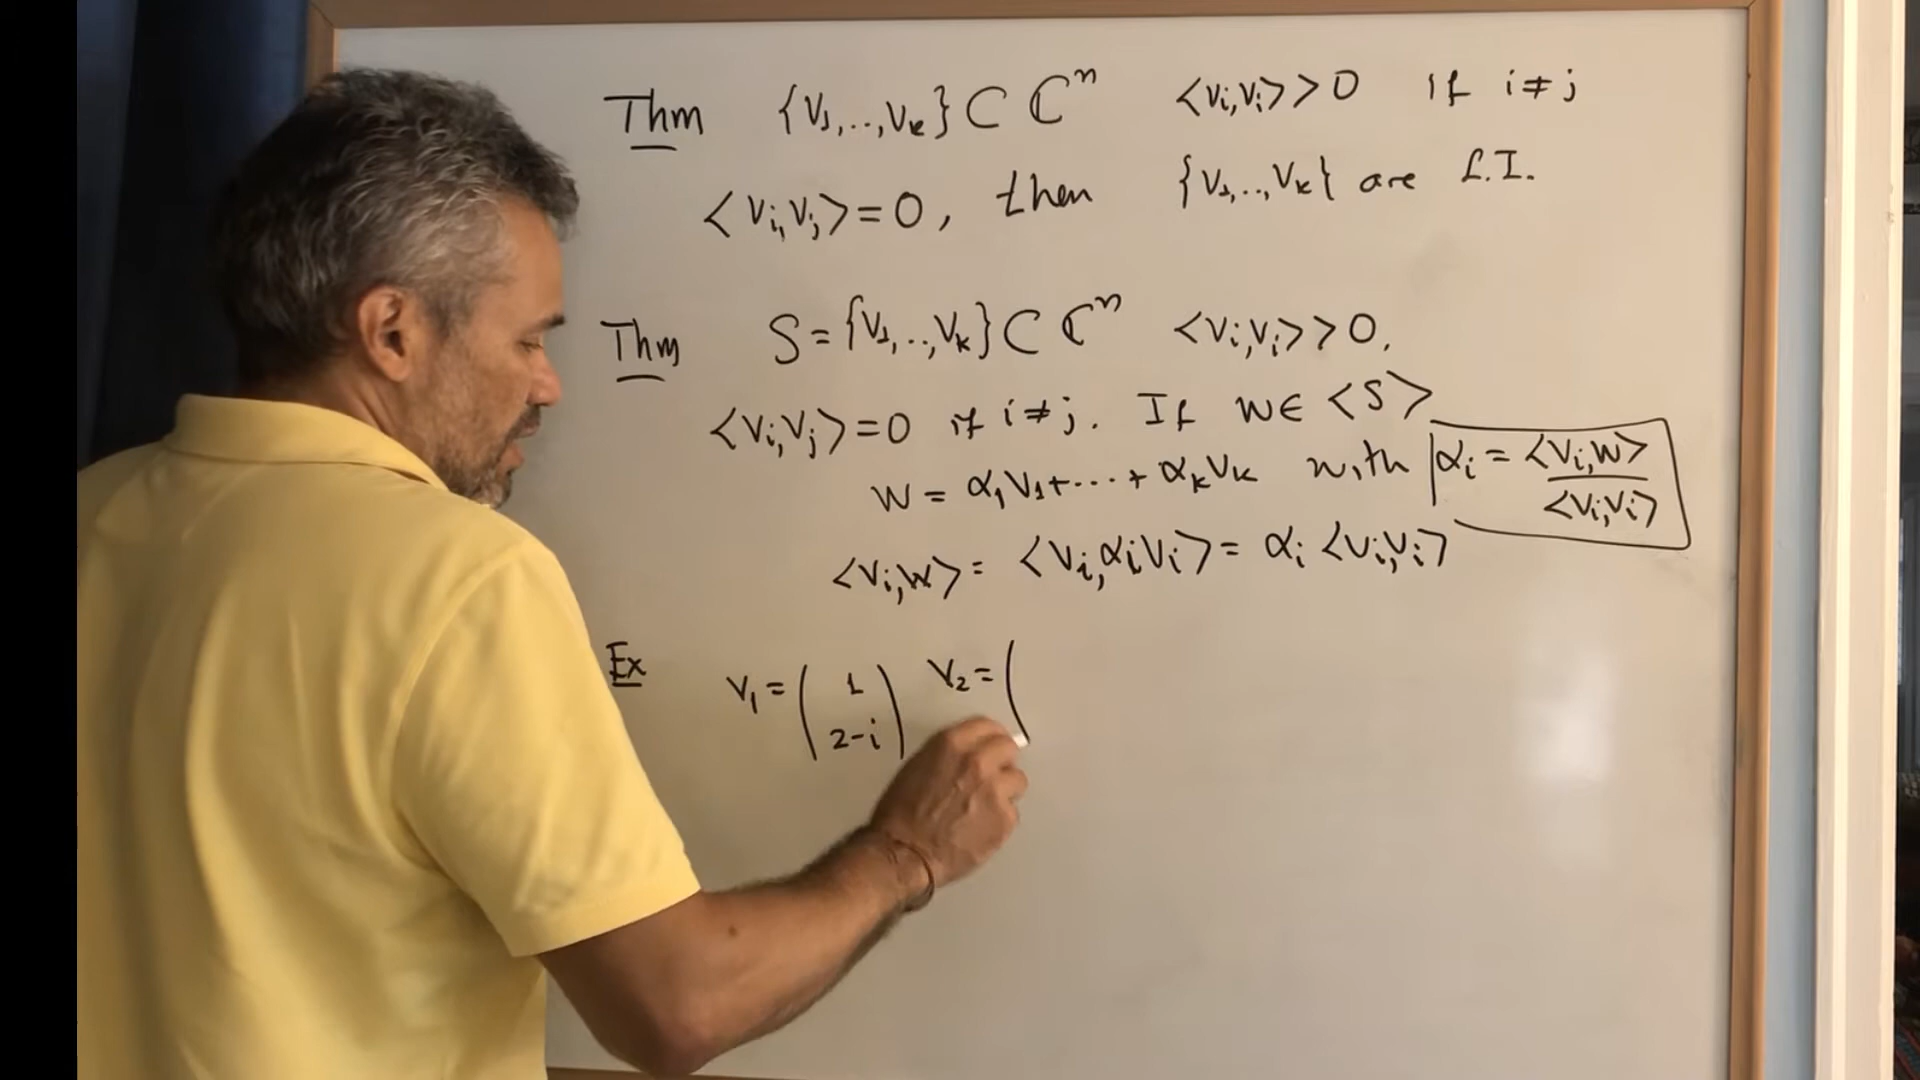 Thm {v₁,..,vₖ} ⊂ ℂⁿ <vᵢ,vᵢ> > 0 if i ≠ j
<vᵢ,vⱼ> = 0, then {v₁,..,vₖ} are L.I.
Thm S = {v₁,..,vₖ} ⊂ ℂⁿ <vᵢ,vᵢ> > 0,
<vᵢ,vⱼ> = 0 if i ≠ j. If w ∈ <S>
w = α₁v₁ + ··· + αₖvₖ with αᵢ = <vᵢ,w> / <vᵢ,vᵢ>
<vᵢ,w> = <vᵢ,αᵢvᵢ> = αᵢ <vᵢ,vᵢ>
Ex v₁ = (1 2-i) v₂ = (